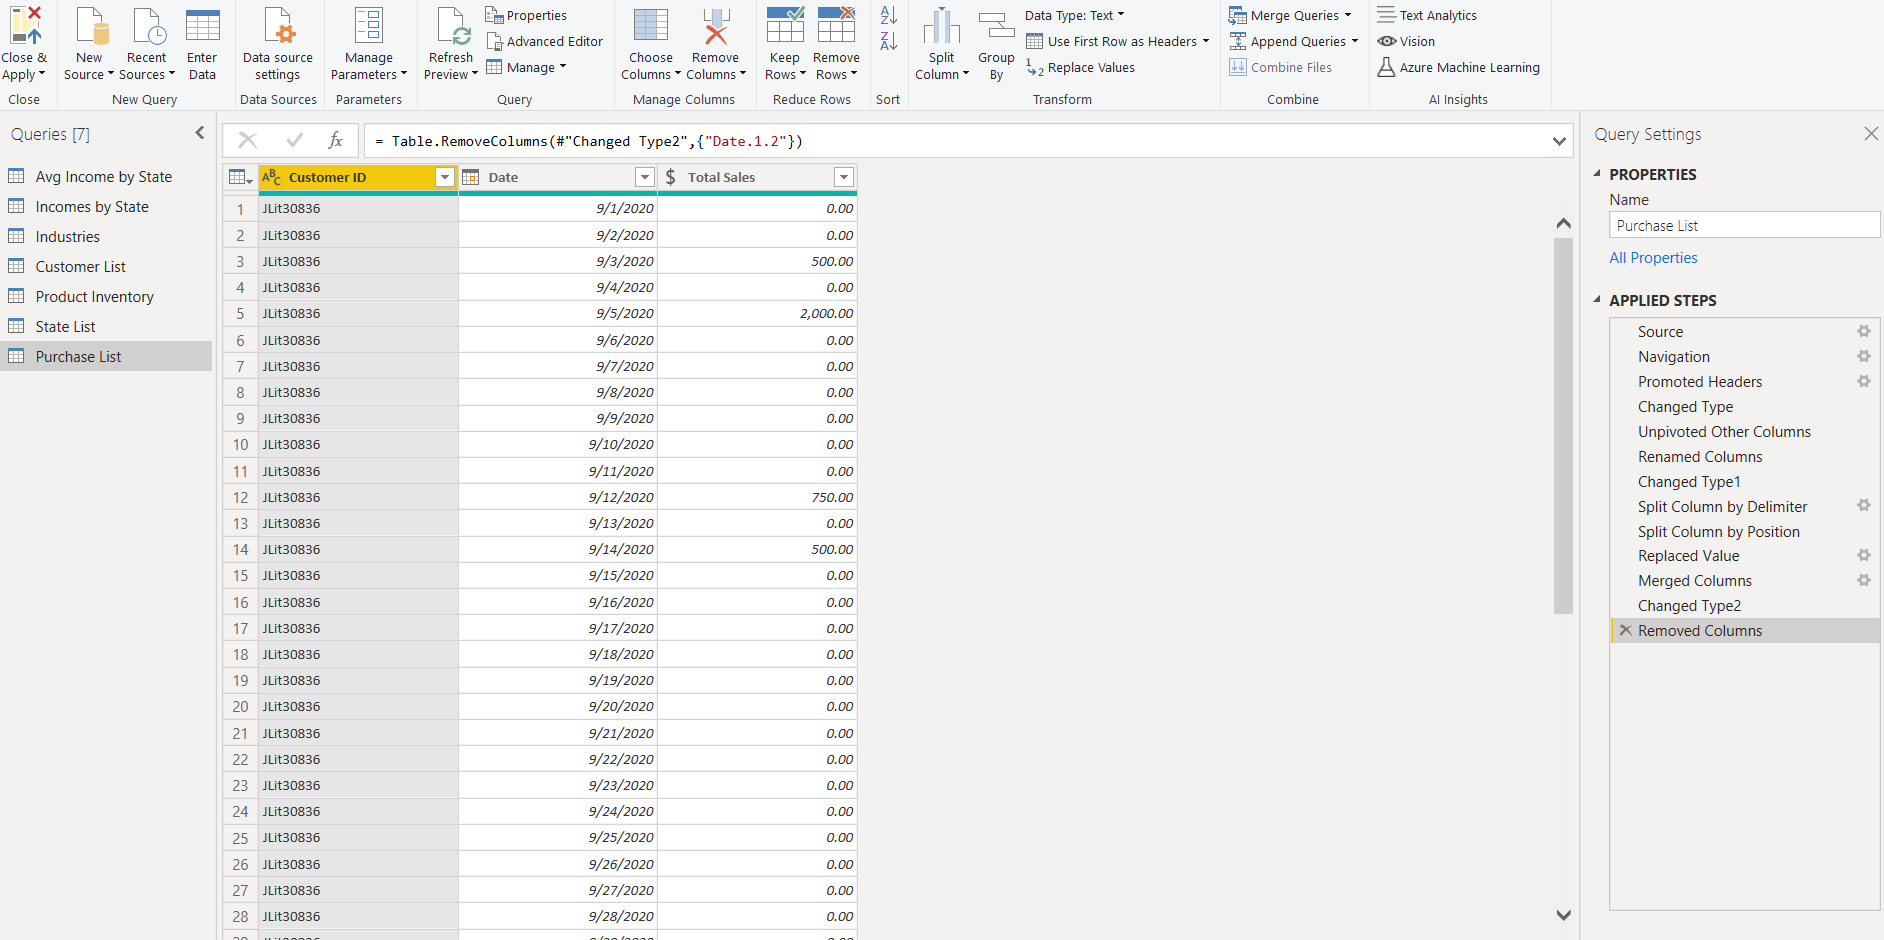 Close & Apply
Close
New Source
Recent Sources
Enter Data
New Query
Data source settings
Data Sources
Manage Parameters
Parameters
Refresh Preview
Properties
Advanced Editor
Manage
Query
Choose Columns
Remove Columns
Manage Columns
Keep Rows
Remove Rows
Reduce Rows
A Z
Z A
Sort
Split Column
Group By
Data Type: Text
Use First Row as Headers
1 2 Replace Values
Transform
Merge Queries
Append Queries
Combine Files
Combine
Text Analytics
Vision
Azure Machine Learning
AI Insights
Queries [7]
Avg Income by State
Incomes by State
Industries
Customer List
Product Inventory
State List
Purchase List
fx
= Table.RemoveColumns(#"Changed Type2",{"Date.1.2"})
ABC Customer ID Date $ Total Sales
1 JLit30836 9/1/2020 0.00
2 JLit30836 9/2/2020 0.00
3 JLit30836 9/3/2020 500.00
4 JLit30836 9/4/2020 0.00
5 JLit30836 9/5/2020 2,000.00
6 JLit30836 9/6/2020 0.00
7 JLit30836 9/7/2020 0.00
8 JLit30836 9/8/2020 0.00
9 JLit30836 9/9/2020 0.00
10 JLit30836 9/10/2020 0.00
11 JLit30836 9/11/2020 0.00
12 JLit30836 9/12/2020 750.00
13 JLit30836 9/13/2020 0.00
14 JLit30836 9/14/2020 500.00
15 JLit30836 9/15/2020 0.00
16 JLit30836 9/16/2020 0.00
17 JLit30836 9/17/2020 0.00
18 JLit30836 9/18/2020 0.00
19 JLit30836 9/19/2020 0.00
20 JLit30836 9/20/2020 0.00
21 JLit30836 9/21/2020 0.00
22 JLit30836 9/22/2020 0.00
23 JLit30836 9/23/2020 0.00
24 JLit30836 9/24/2020 0.00
25 JLit30836 9/25/2020 0.00
26 JLit30836 9/26/2020 0.00
27 JLit30836 9/27/2020 0.00
28 JLit30836 9/28/2020 0.00
Query Settings
PROPERTIES
Name
Purchase List
All Properties
APPLIED STEPS
Source
Navigation
Promoted Headers
Changed Type
Unpivoted Other Columns
Renamed Columns
Changed Type1
Split Column by Delimiter
Split Column by Position
Replaced Value
Merged Columns
Changed Type2
Removed Columns